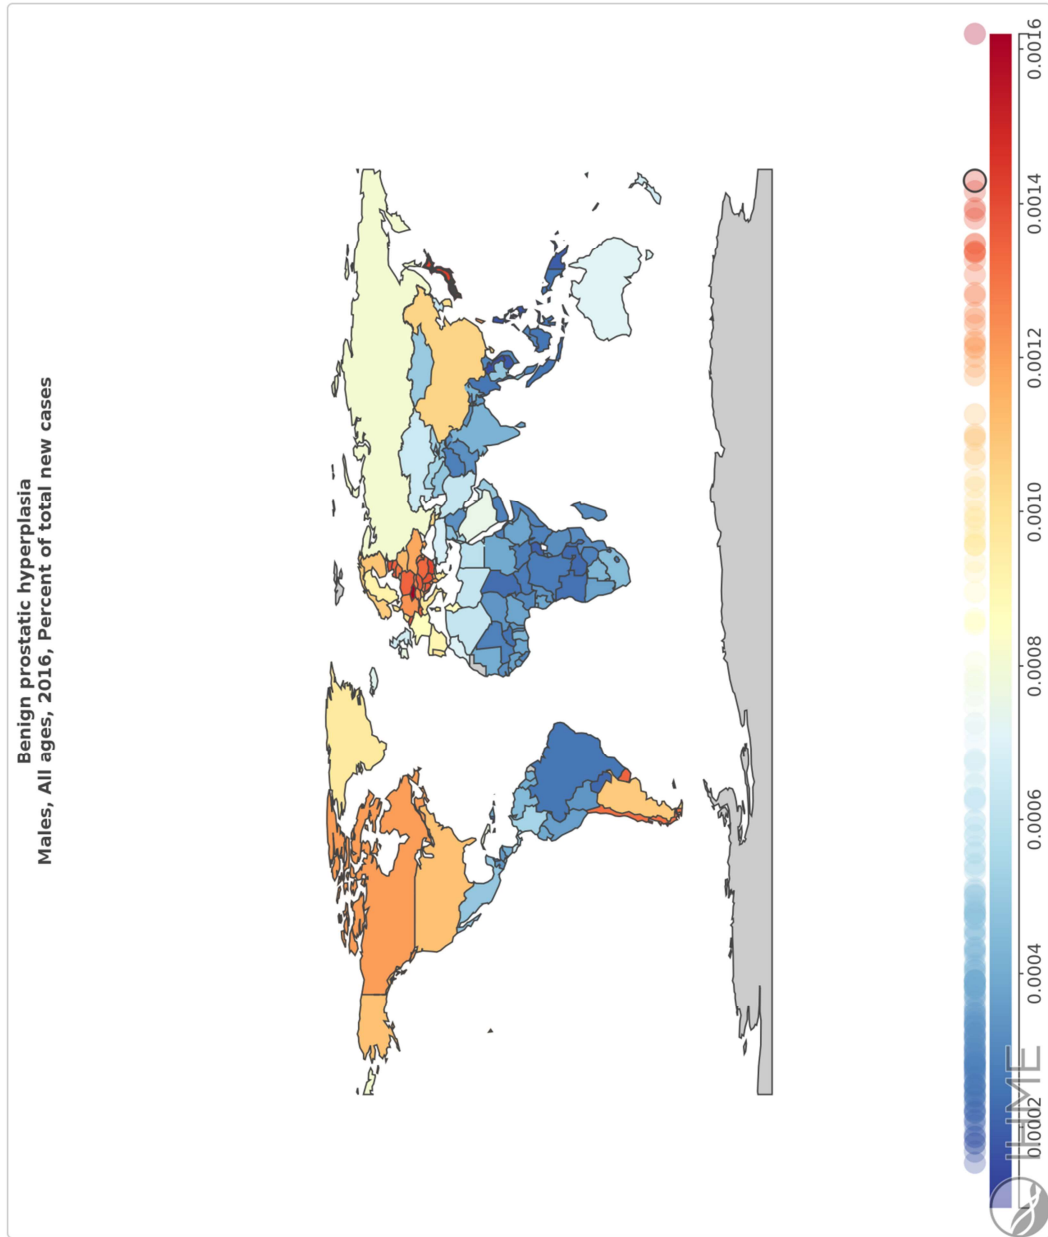 Benign prostatic hyperplasia
Males, All ages, 2016, Percent of total new cases
IHME
0.0002
0.0004
0.0006
0.0008
0.0010
0.0012
0.0014
0.0016